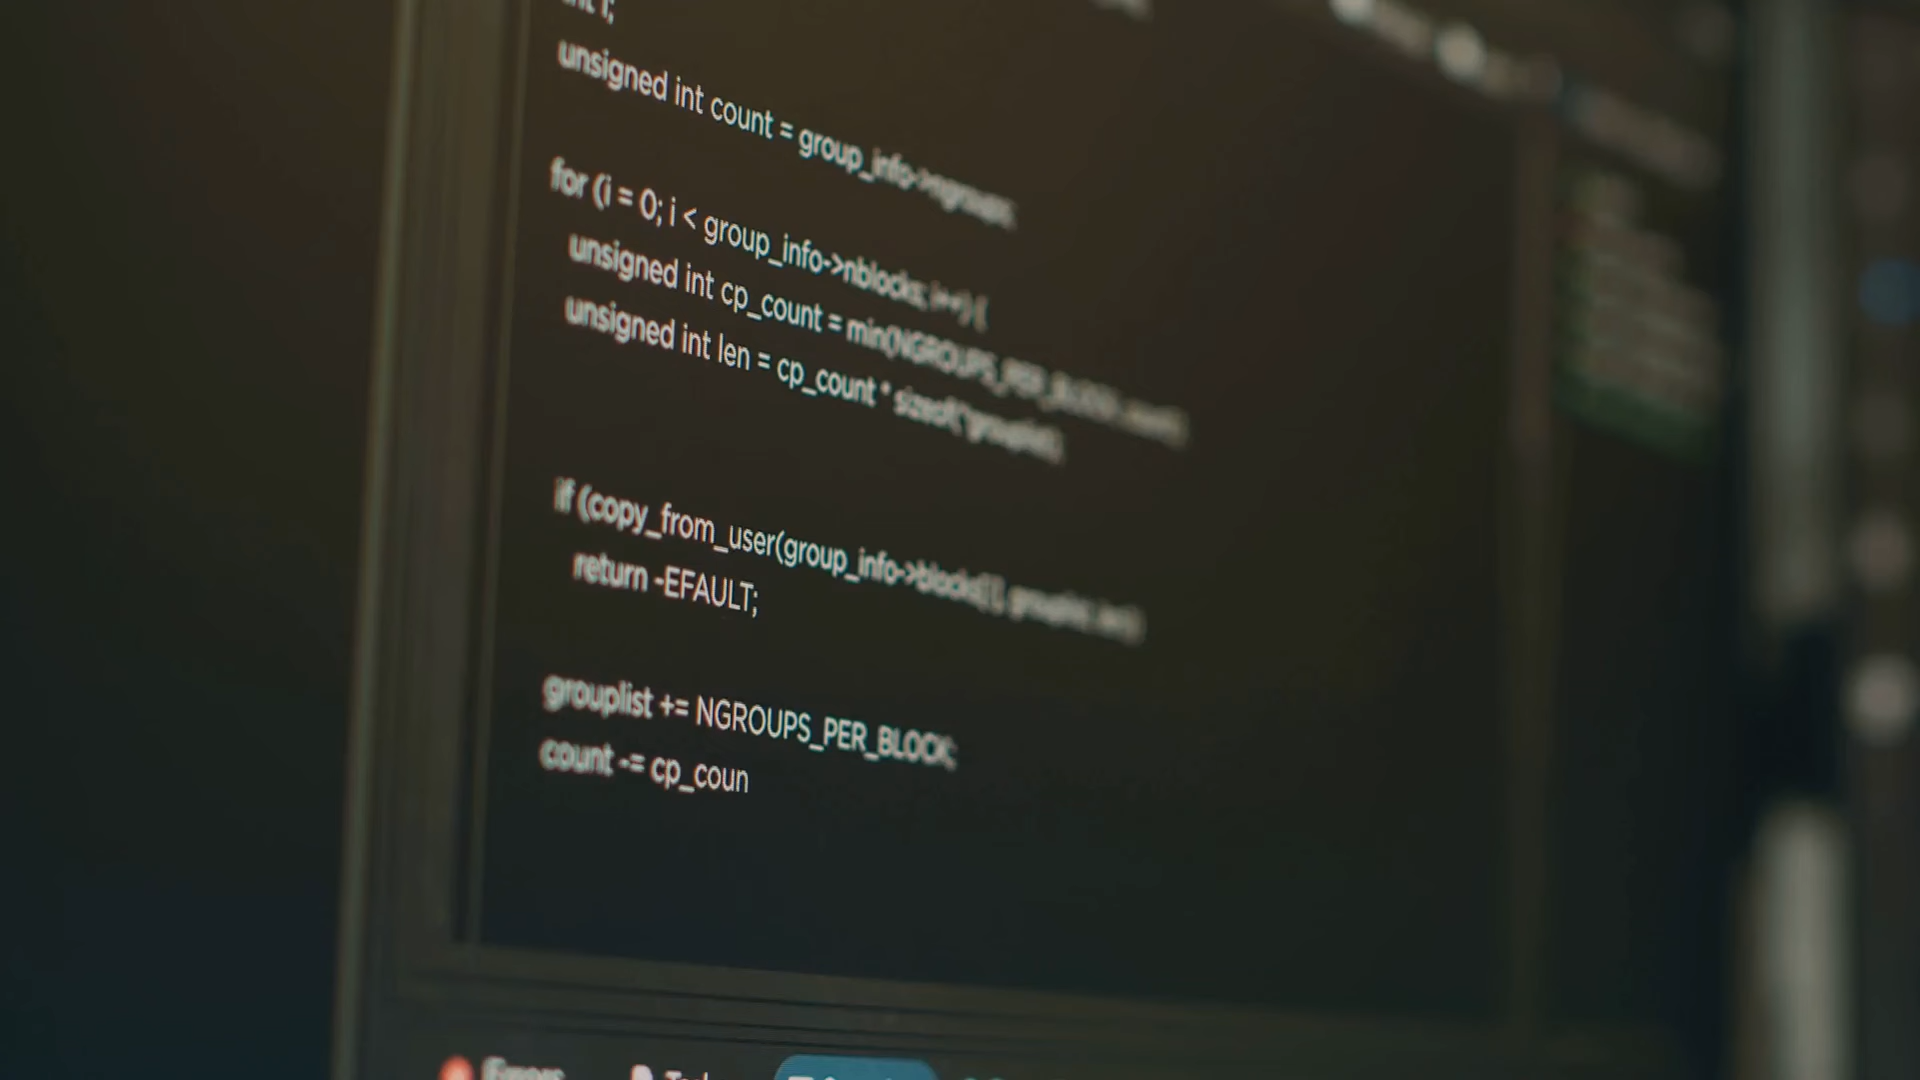 unsigned int count = group_info->ngroups;
for (i = 0; i < group_info->nblocks; i++) {
unsigned int cp_count = min(NGROUPS_PER_BLOCK, count);
unsigned int len = cp_count * sizeof(*grouplist);
if (copy_from_user(group_info->blocks[i], grouplist, len))
return -EFAULT;
grouplist += NGROUPS_PER_BLOCK;
count -= cp_coun
Errors